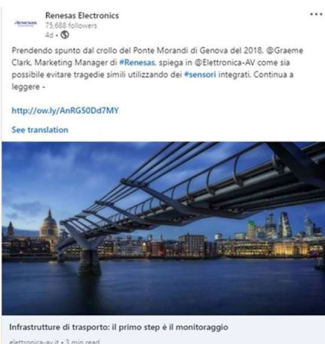 Renesas Electronics
75,688 followers
4d •
Prendendo spunto dal crollo del Ponte Morandi di Genova del 2018. @Graeme
Clark, Marketing Manager di #Renesas, spiega in @Elettronica-AV come sia
possibile evitare tragedie simili utilizzando dei #sensori integrati. Continua a
leggere -
http://ow.ly/AnRG50Dd7MY
See translation
Infrastrutture di trasporto: il primo step è il monitoraggio
elettronica-av.it • 3 min read